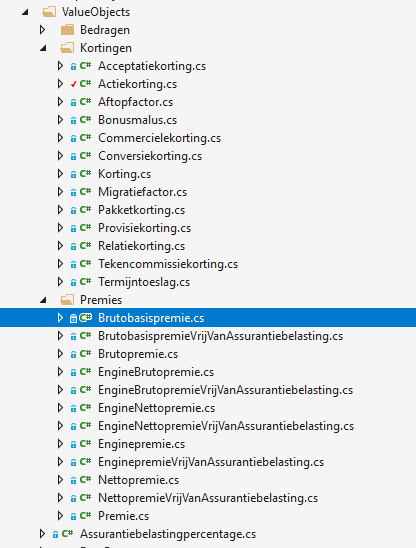 ValueObjects
Bedragen
Kortingen
C# Acceptatiekorting.cs
C# Actiekorting.cs
C# Aftopfactor.cs
C# Bonusmalus.cs
C# Commercielekorting.cs
C# Conversiekorting.cs
C# Korting.cs
C# Migratiefactor.cs
C# Pakketkorting.cs
C# Provisiekorting.cs
C# Relatiekorting.cs
C# Tekencommissiekorting.cs
C# Termijntoeslag.cs
Premies
C# Brutobasispremie.cs
C# BrutobasispremieVrijVanAssurantiebelasting.cs
C# Brutopremie.cs
C# EngineBrutopremie.cs
C# EngineBrutopremieVrijVanAssurantiebelasting.cs
C# EngineNettopremie.cs
C# EngineNettopremieVrijVanAssurantiebelasting.cs
C# Enginepremie.cs
C# EnginepremieVrijVanAssurantiebelasting.cs
C# Nettopremie.cs
C# NettopremieVrijVanAssurantiebelasting.cs
C# Premie.cs
C# Assurantiebelastingpercentage.cs